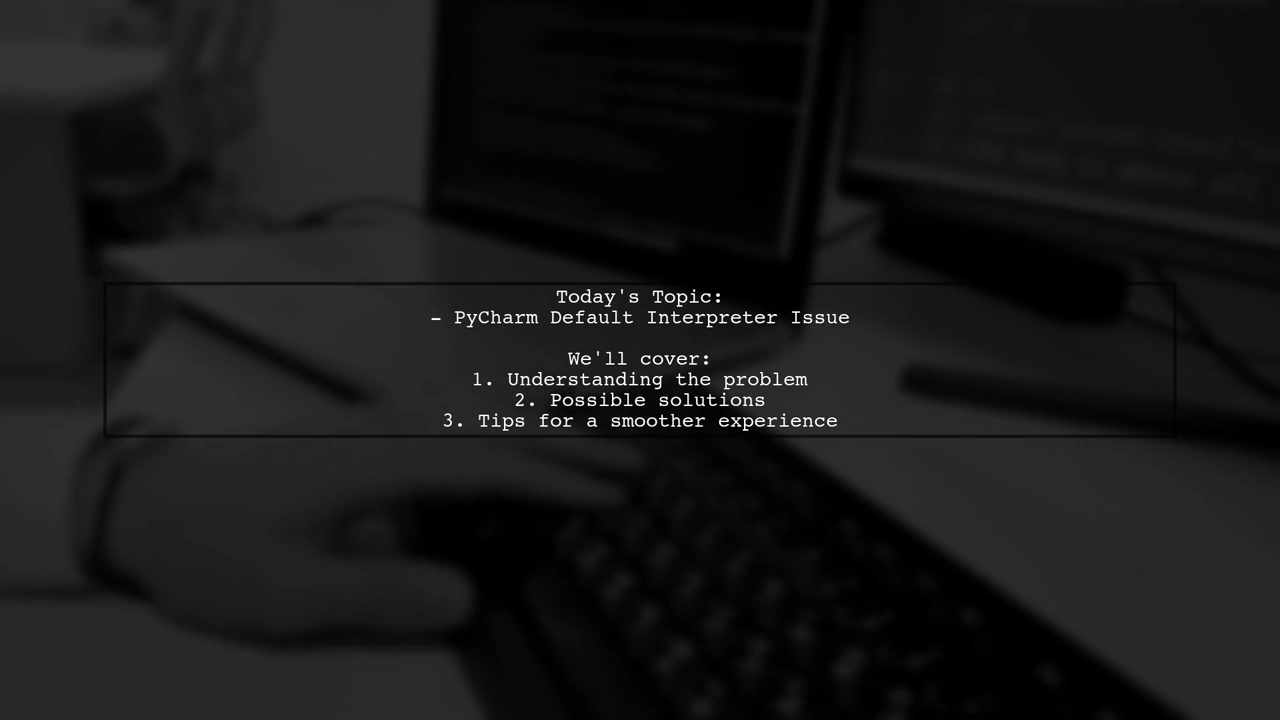 Today's Topic:
- PyCharm Default Interpreter Issue
We'll cover:
1. Understanding the problem
2. Possible solutions
3. Tips for a smoother experience